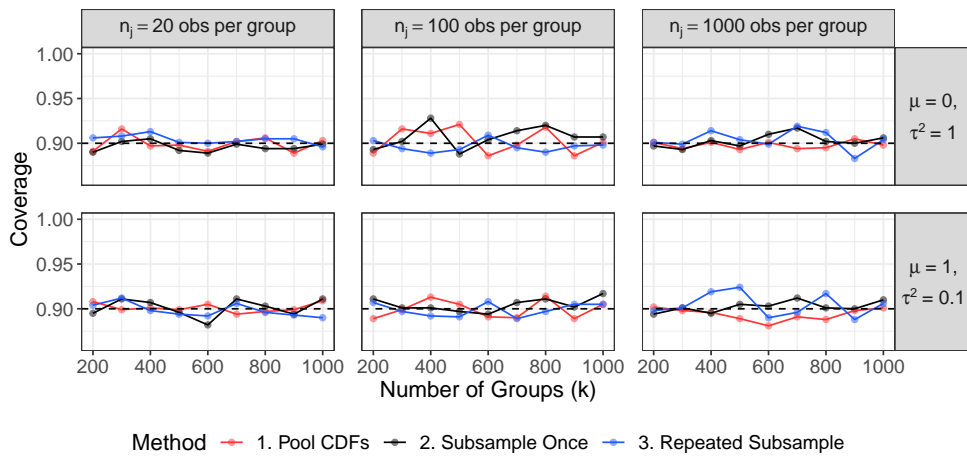 n_j = 20 obs per group
n_j = 100 obs per group
n_j = 1000 obs per group
1.00
0.95
0.90
μ = 0,
τ² = 1
1.00
0.95
0.90
μ = 1,
τ² = 0.1
Coverage
200 400 600 800 1000
200 400 600 800 1000
200 400 600 800 1000
Number of Groups (k)
Method 1. Pool CDFs 2. Subsample Once 3. Repeated Subsample